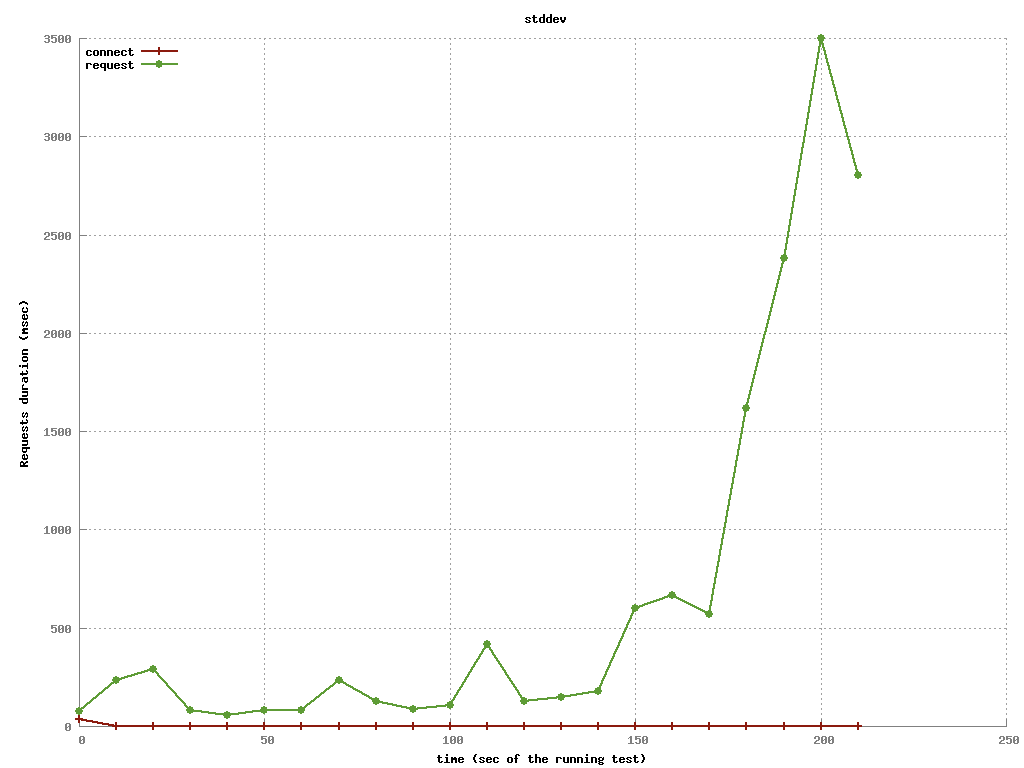 stddev
connect
request
3500
3000
2500
2000
1500
1000
500
0
Requests duration (msec)
0 50 100 150 200 250
time (sec of the running test)